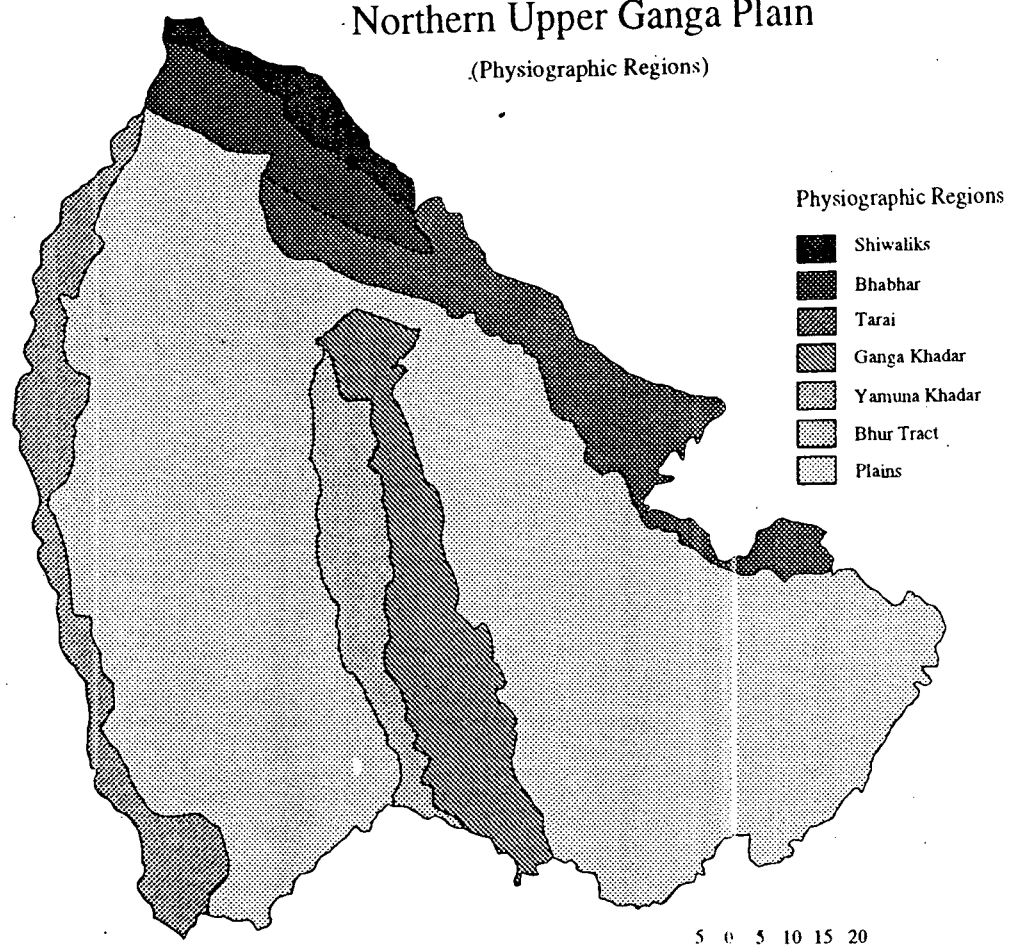 Northern Upper Ganga Plain
(Physiographic Regions)
Physiographic Regions
Shiwaliks
Bhabhar
Tarai
Ganga Khadar
Yamuna Khadar
Bhur Tract
Plains
5 0 5 10 15 20